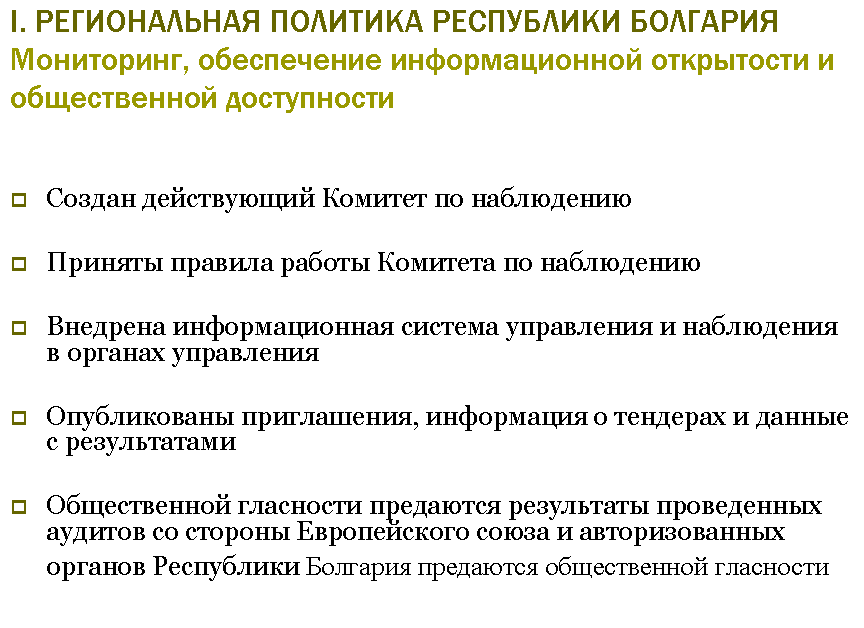 I. РЕГИОНАЛЬНАЯ ПОЛИТИКА РЕСПУБЛИКИ БОЛГАРИЯ
Мониторинг, обеспечение информационной открытости и
общественной доступности
Создан действующий Комитет по наблюдению
Приняты правила работы Комитета по наблюдению
Внедрена информационная система управления и наблюдения
в органах управления
Опубликованы приглашения, информация о тендерах и данные
с результатами
Общественной гласности предаются результаты проведенных
аудитов со стороны Европейского союза и авторизованных
органов Республики Болгария предаются общественной гласности